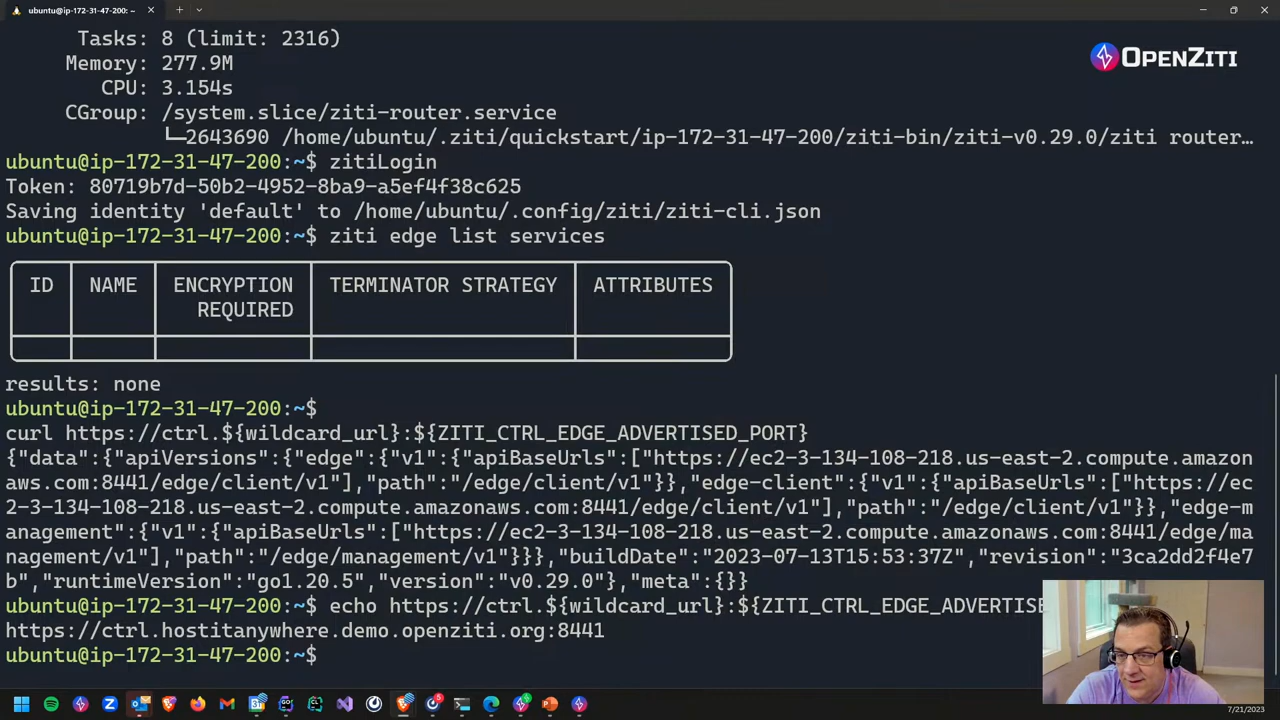 ubuntu@ip-172-31-47-200: ~
Tasks: 8 (limit: 2316)
OPENZITI
Memory: 277.9M
CPU: 3.154s
CGroup: /system.slice/ziti-router.service
└─2643690 /home/ubuntu/.ziti/quickstart/ip-172-31-47-200/ziti-bin/ziti-v0.29.0/ziti router…
ubuntu@ip-172-31-47-200:~$ zitiLogin
Token: 80719b7d-50b2-4952-8ba9-a5ef4f38c625
Saving identity 'default' to /home/ubuntu/.config/ziti/ziti-cli.json
ubuntu@ip-172-31-47-200:~$ ziti edge list services
ID NAME ENCRYPTION TERMINATOR STRATEGY ATTRIBUTES
REQUIRED
results: none
ubuntu@ip-172-31-47-200:~$
curl https://ctrl.${wildcard_url}:${ZITI_CTRL_EDGE_ADVERTISED_PORT}
{"data":{"apiVersions":{"edge":{"v1":{"apiBaseUrls":["https://ec2-3-134-108-218.us-east-2.compute.amazon
aws.com:8441/edge/client/v1"],"path":"/edge/client/v1"}},"edge-client":{"v1":{"apiBaseUrls":["https://ec
2-3-134-108-218.us-east-2.compute.amazonaws.com:8441/edge/client/v1"],"path":"/edge/client/v1"}},"edge-m
anagement":{"v1":{"apiBaseUrls":["https://ec2-3-134-108-218.us-east-2.compute.amazonaws.com:8441/edge/ma
nagement/v1"],"path":"/edge/management/v1"}}},"buildDate":"2023-07-13T15:53:37Z","revision":"3ca2dd2f4e7
b","runtimeVersion":"go1.20.5","version":"v0.29.0"},"meta":{}}
ubuntu@ip-172-31-47-200:~$ echo https://ctrl.${wildcard_url}:${ZITI_CTRL_EDGE_ADVERTISE
https://ctrl.hostitanywhere.demo.openziti.org:8441
ubuntu@ip-172-31-47-200:~$
7/21/2023